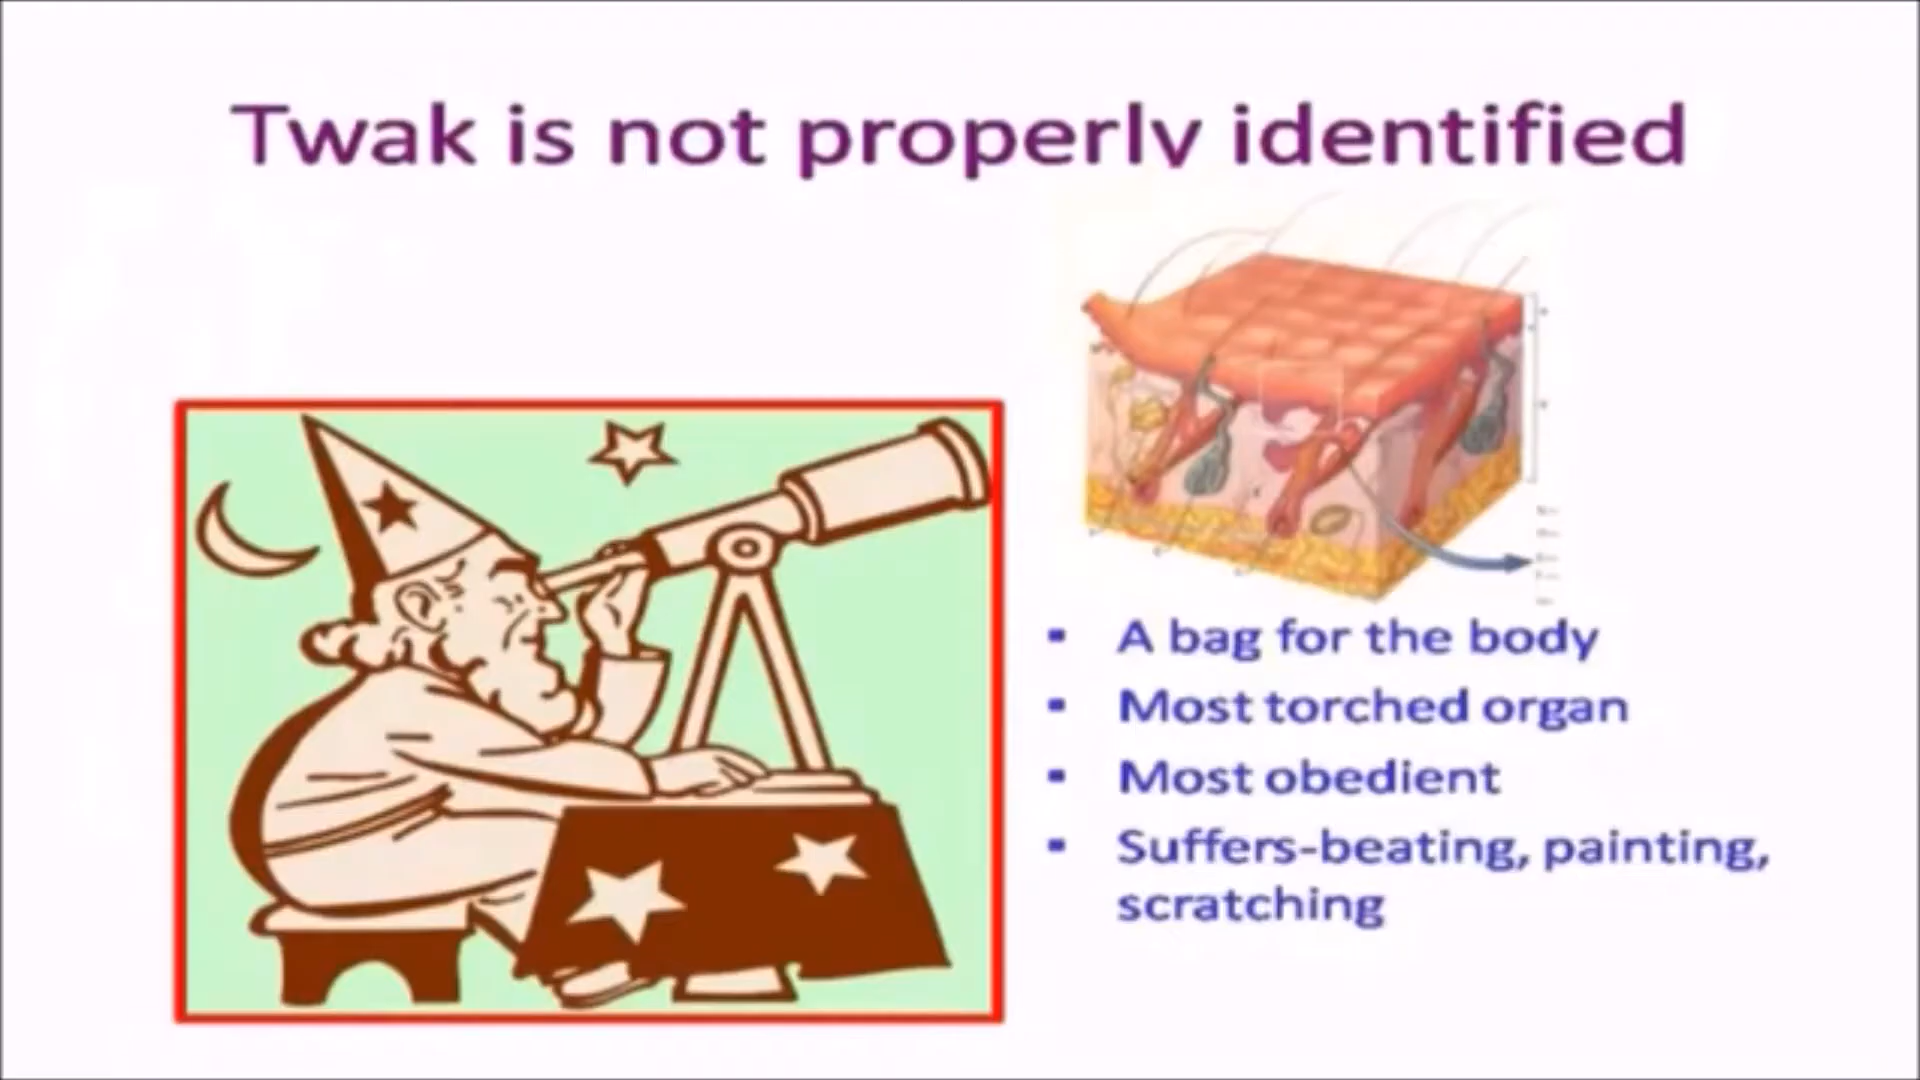 Twak is not properly identified
▪ A bag for the body
▪ Most torched organ
▪ Most obedient
▪ Suffers-beating, painting,
scratching